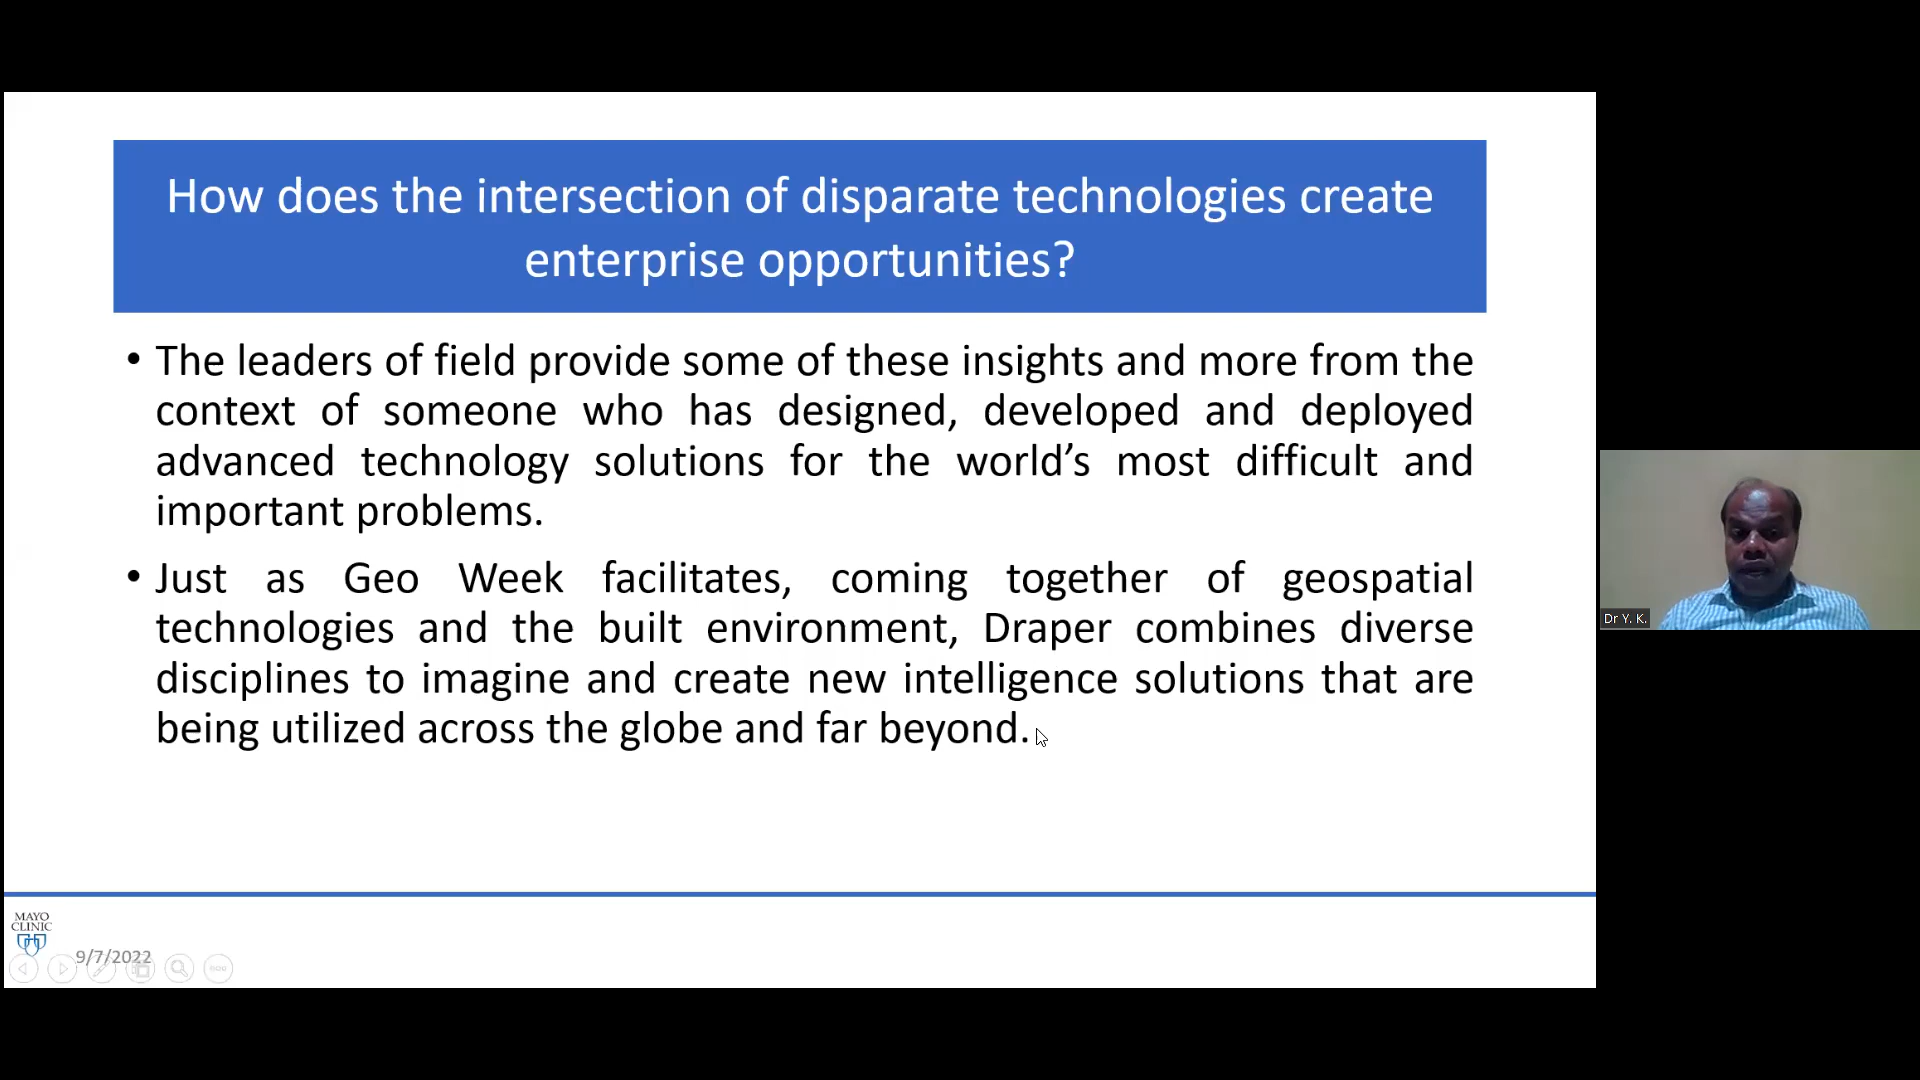 How does the intersection of disparate technologies create
enterprise opportunities?
• The leaders of field provide some of these insights and more from the
context of someone who has designed, developed and deployed
advanced technology solutions for the world’s most difficult and
important problems.
• Just as Geo Week facilitates, coming together of geospatial
technologies and the built environment, Draper combines diverse
disciplines to imagine and create new intelligence solutions that are
being utilized across the globe and far beyond.
Dr Y. K.
MAYO
CLINIC
9/7/2022